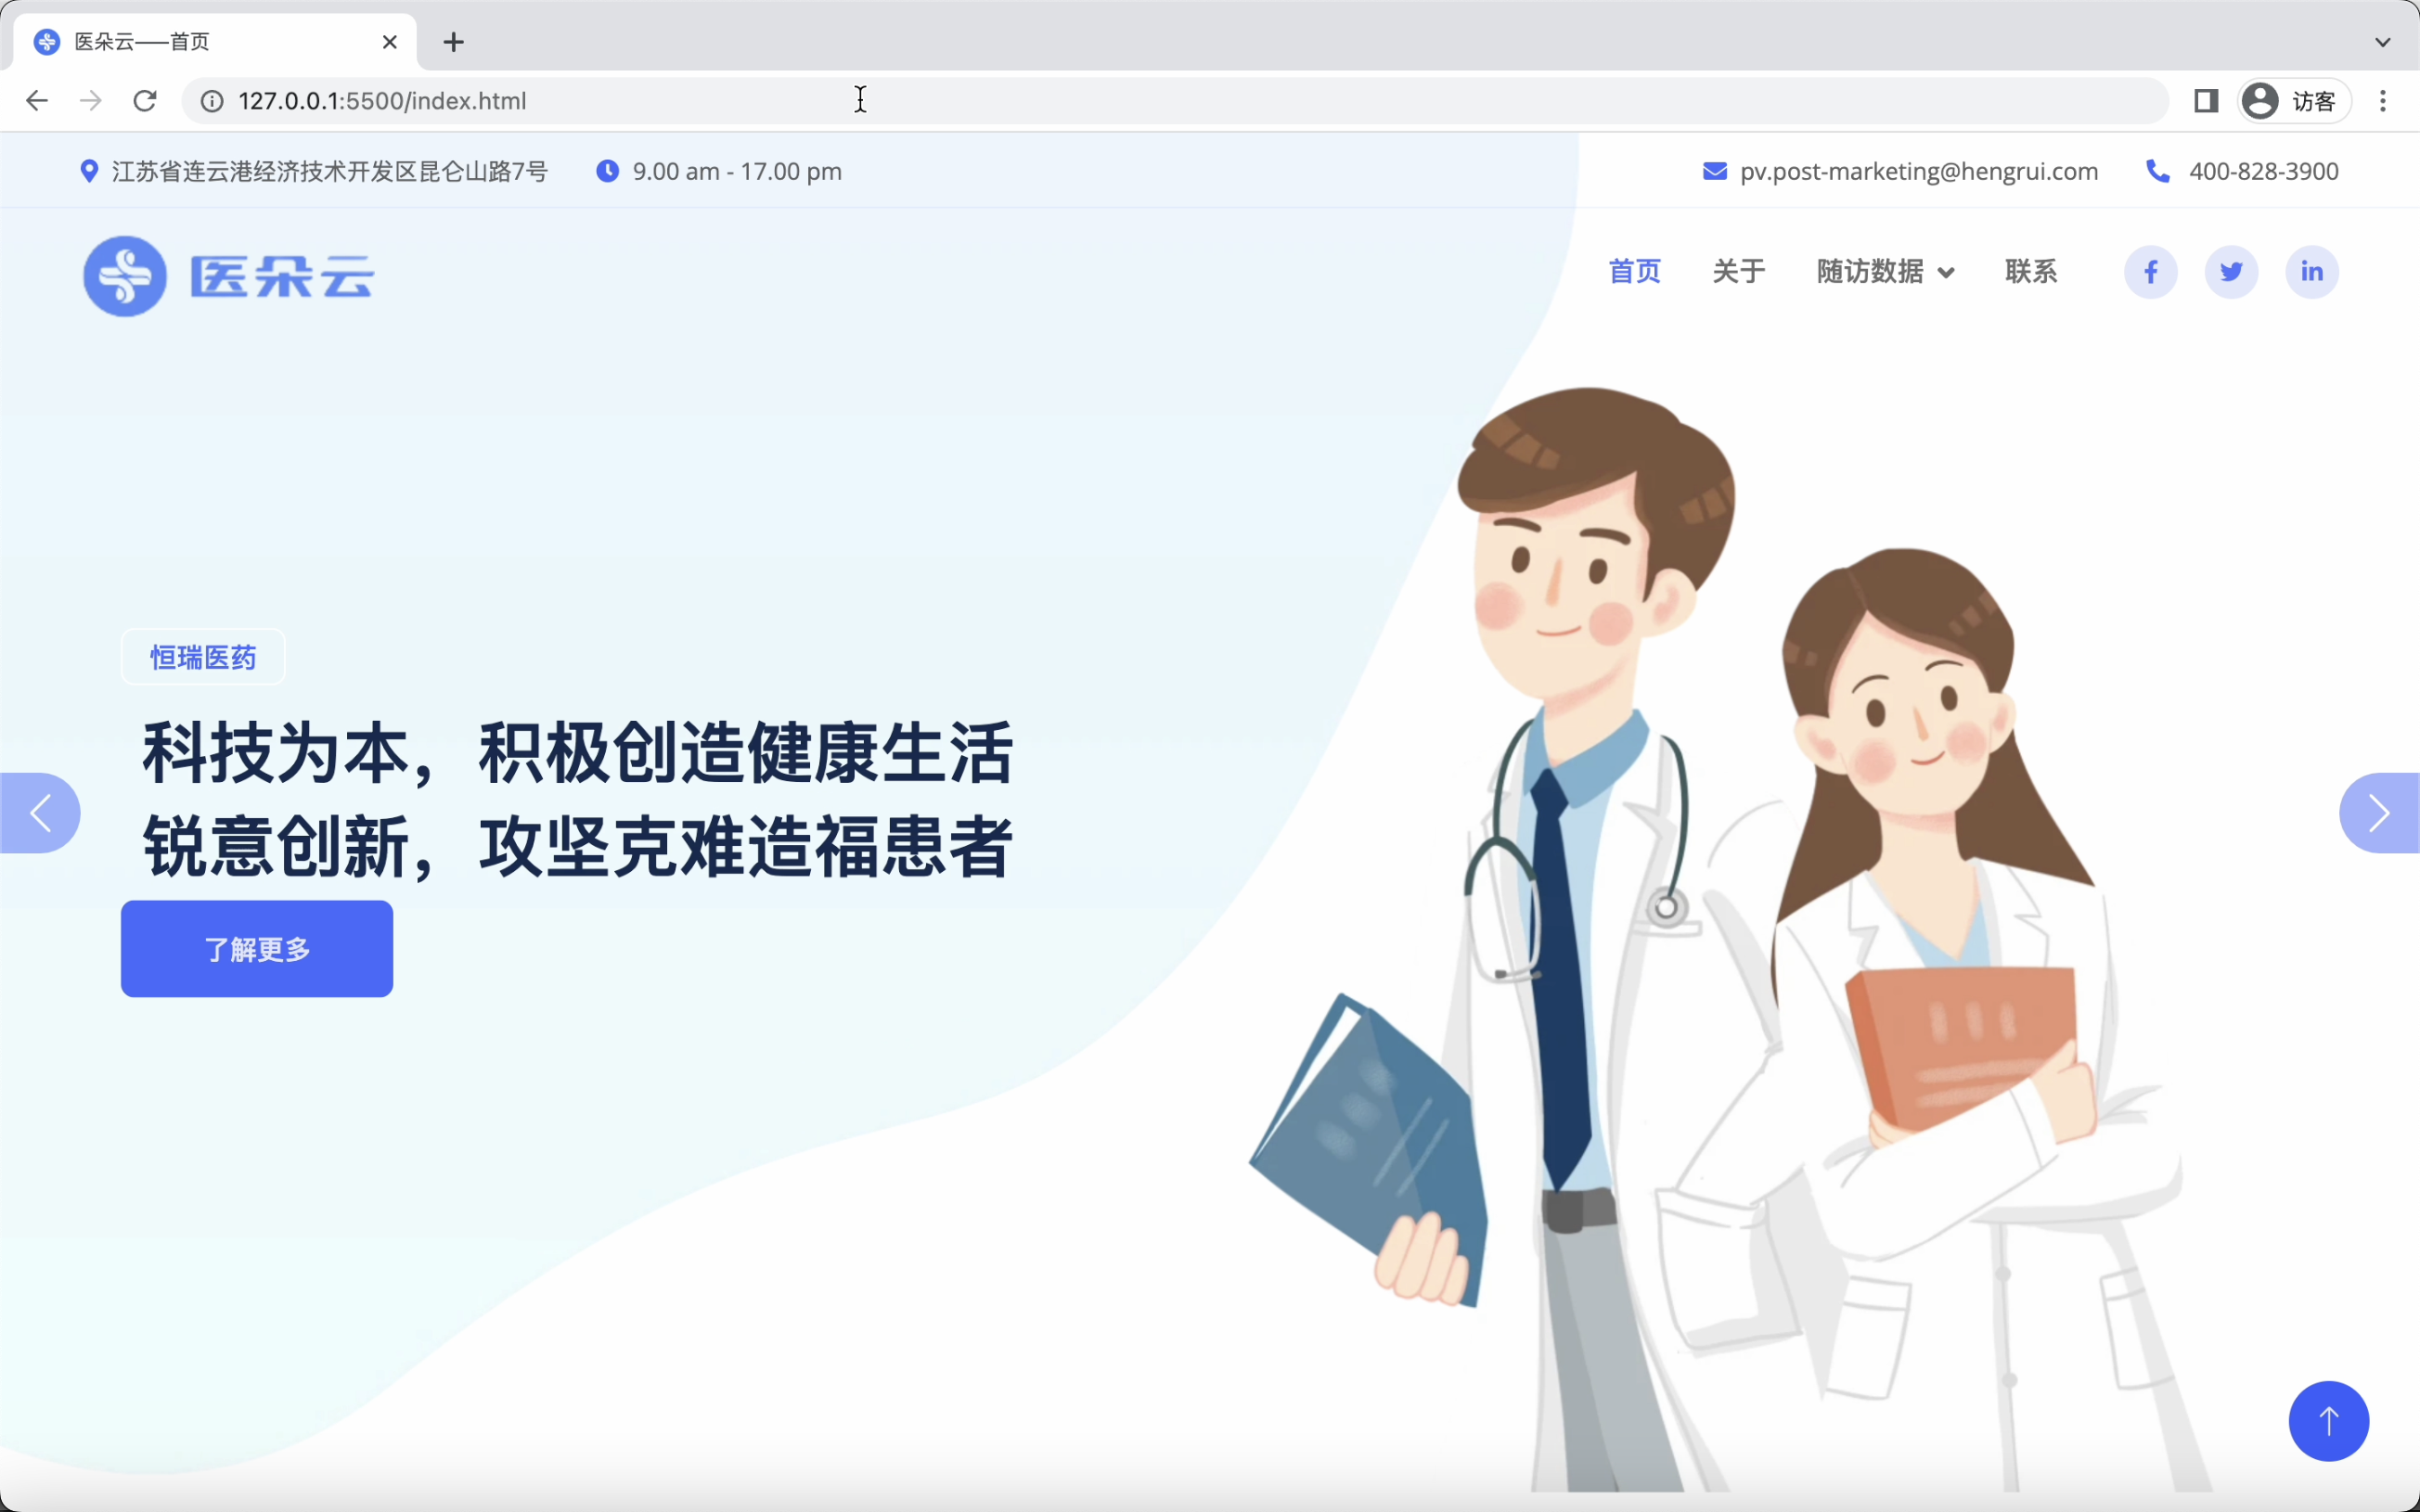 医朵云——首页
127.0.0.1:5500/index.html
访客
江苏省连云港经济技术开发区昆仑山路7号
9.00 am - 17.00 pm
pv.post-marketing@hengrui.com
400-828-3900
医朵云
首页
关于
随访数据
联系
恒瑞医药
科技为本，积极创造健康生活
锐意创新，攻坚克难造福患者
了解更多